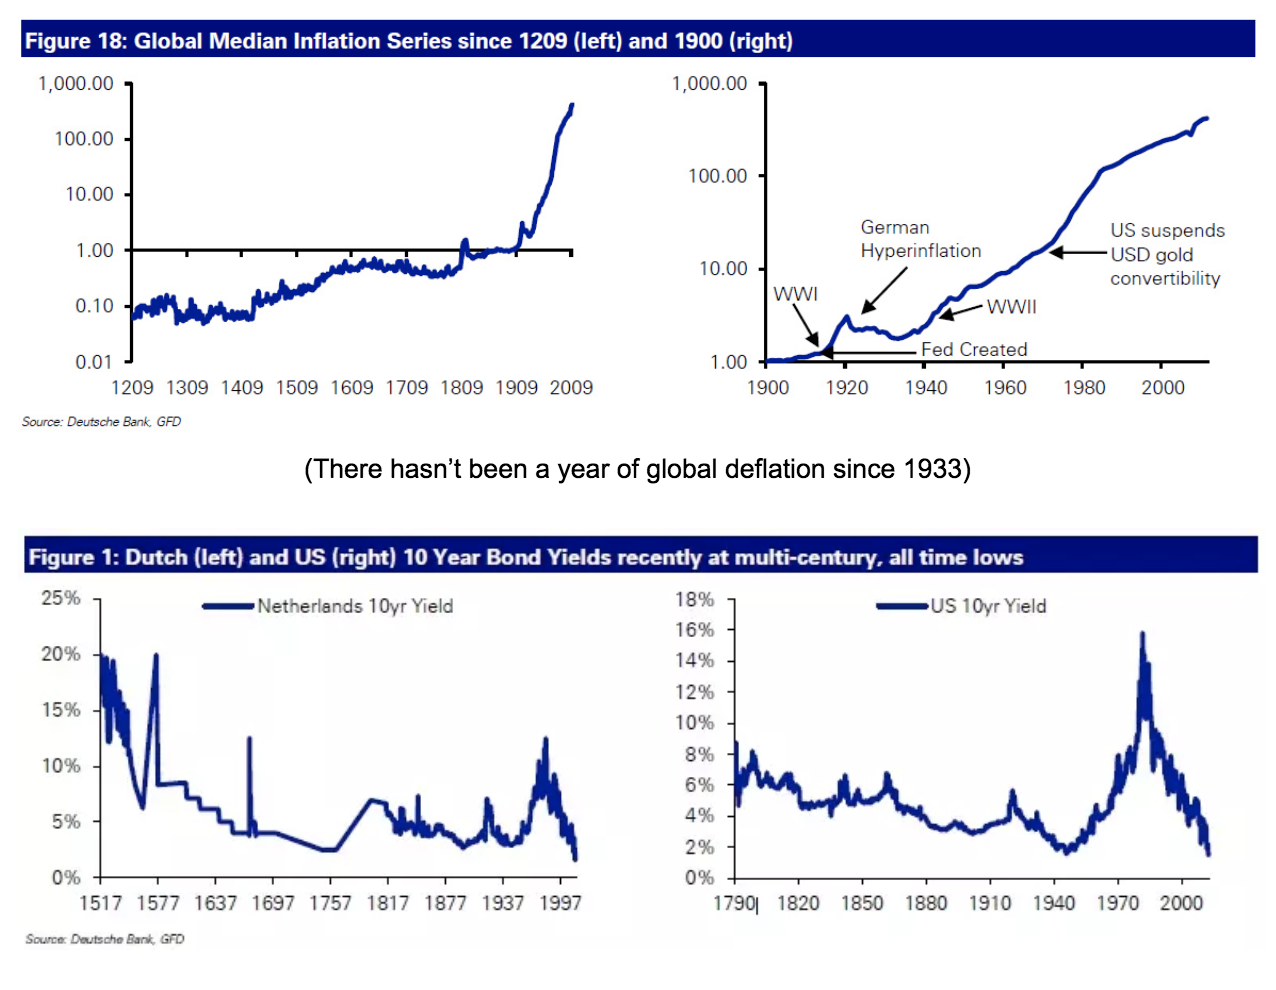 Figure 18: Global Median Inflation Series since 1209 (left) and 1900 (right)
1,000.00
100.00
10.00
1.00
0.10
0.01
1209 1309 1409 1509 1609 1709 1809 1909 2009
1,000.00
100.00
10.00
1.00
German
Hyperinflation
US suspends
USD gold
convertibility
WWI
WWII
Fed Created
1900 1920 1940 1960 1980 2000
Source: Deutsche Bank, GFD
(There hasn't been a year of global deflation since 1933)
Figure 1: Dutch (left) and US (right) 10 Year Bond Yields recently at multi-century, all time lows
25%
20%
15%
10%
5%
0%
Netherlands 10yr Yield
1517 1577 1637 1697 1757 1817 1877 1937 1997
18%
16%
14%
12%
10%
8%
6%
4%
2%
0%
US 10yr Yield
1790 1820 1850 1880 1910 1940 1970 2000
Source: Deutsche Bank, GFD